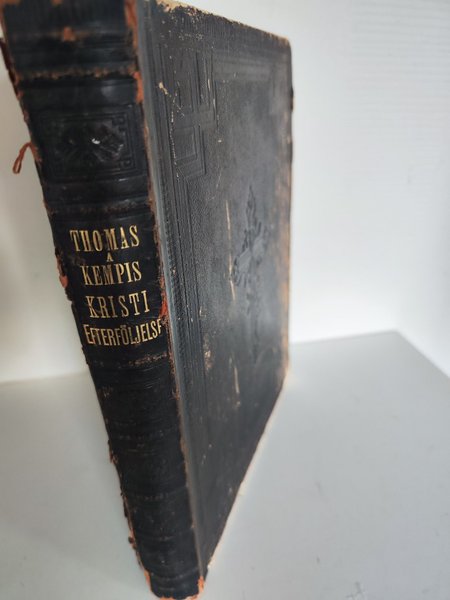 THOMAS
A
KEMPIS
KRISTI
EFTERFÖLJELSE